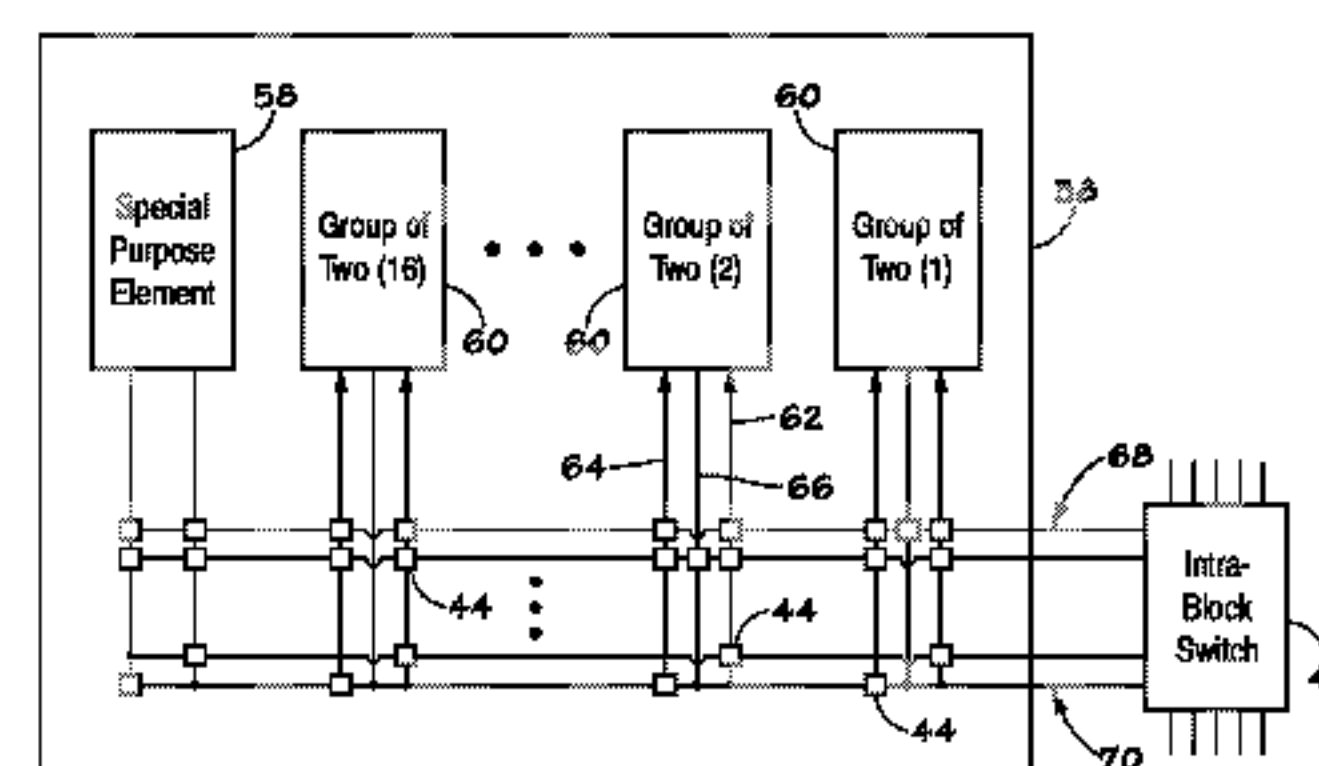 58
60
Special
Purpose
Element
Group of
Two (16)
Group of
Two (2)
Group of
Two (1)
60
60
62
64
66
68
44
44
44
Intra-
Block
Switch
70